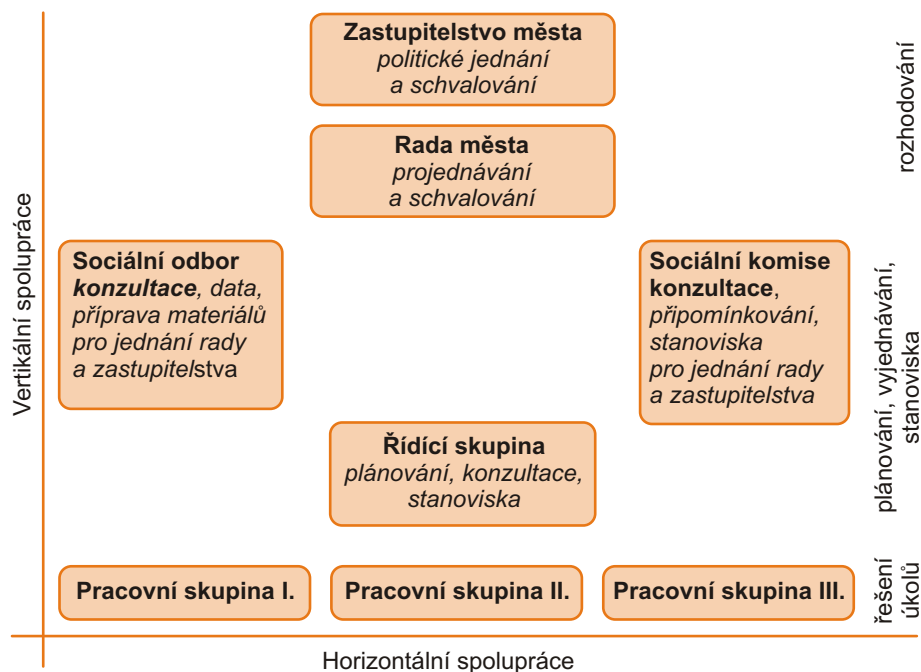 Zastupitelstvo města
politické jednání
a schvalování
Rada města
projednávání
a schvalování
Sociální odbor
konzultace, data,
příprava materiálů
pro jednání rady
a zastupitelstva
Sociální komise
konzultace,
připomínkování,
stanoviska
pro jednání rady
a zastupitelstva
Řídící skupina
plánování, konzultace,
stanoviska
Pracovní skupina I.
Pracovní skupina II.
Pracovní skupina III.
Vertikální spolupráce
Horizontální spolupráce
rozhodování
plánování, vyjednávání,
stanoviska
řešení
úkolů